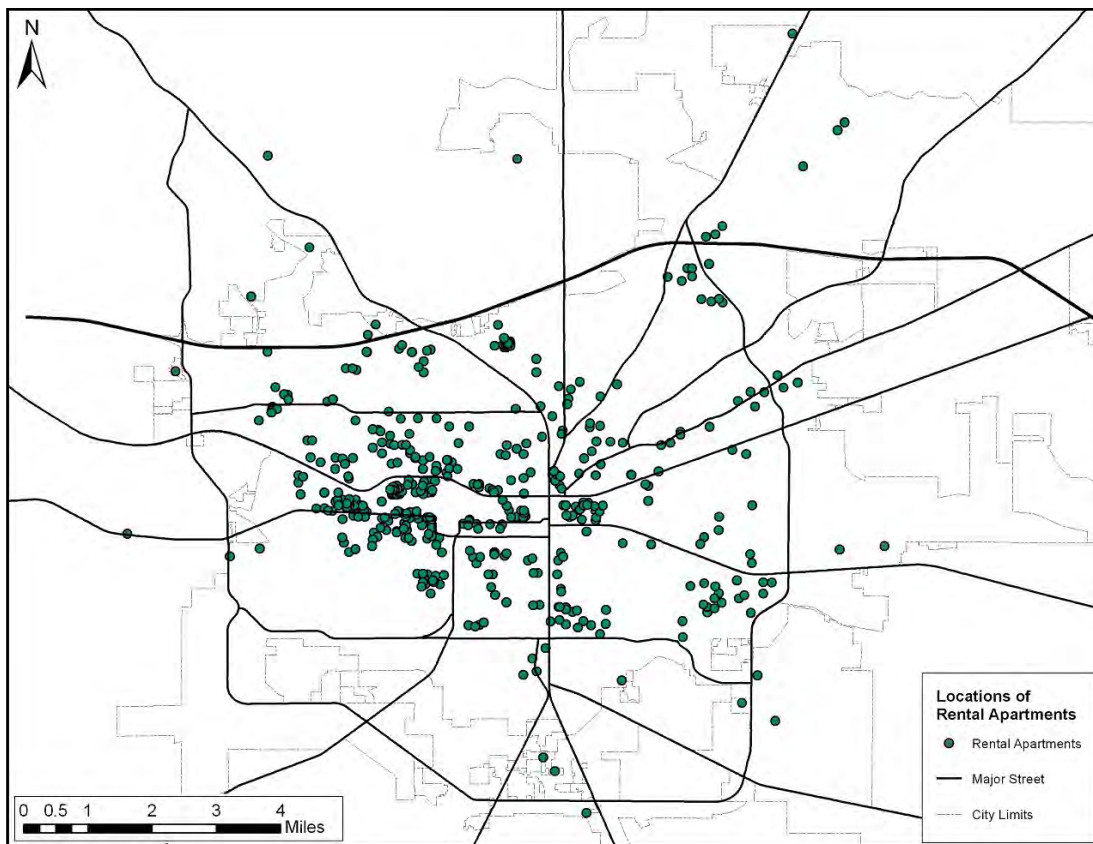 N
Locations of
Rental Apartments
Rental Apartments
Major Street
City Limits
0 0.5 1 2 3 4
Miles